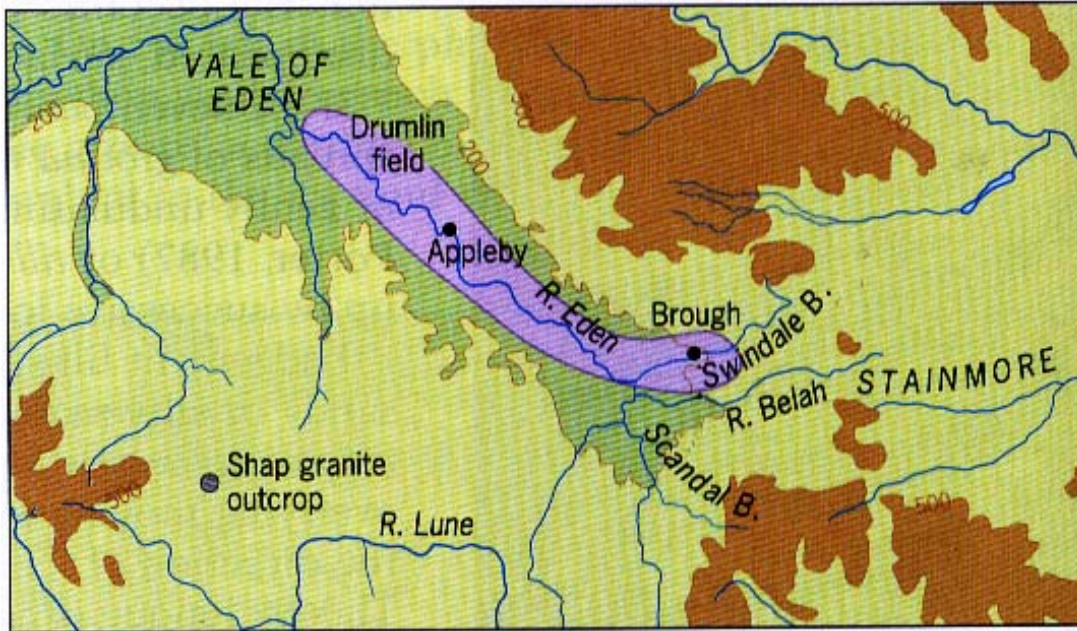 VALE OF
EDEN
200
500
500
Drumlin
field
200
Appleby
R. Eden
Brough
Swindale B.
R. Belah
STAINMORE
Scandal B.
Shap granite
outcrop
500
500
R. Lune